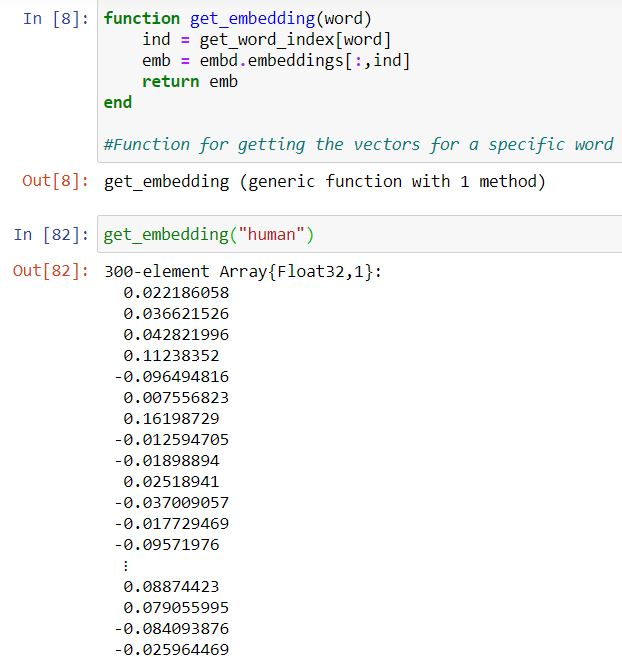 In [8]: function get_embedding(word)
    ind = get_word_index[word]
    emb = embd.embeddings[:,ind]
    return emb
end
#Function for getting the vectors for a specific word
Out[8]: get_embedding (generic function with 1 method)
In [82]: get_embedding("human")
Out[82]: 300-element Array{Float32,1}:
  0.022186058
  0.036621526
  0.042821996
  0.11238352
 -0.096494816
  0.007556823
  0.16198729
 -0.012594705
 -0.01898894
  0.02518941
 -0.037009057
 -0.017729469
 -0.09571976
  ⋮
  0.08874423
  0.079055995
 -0.084093876
 -0.025964469